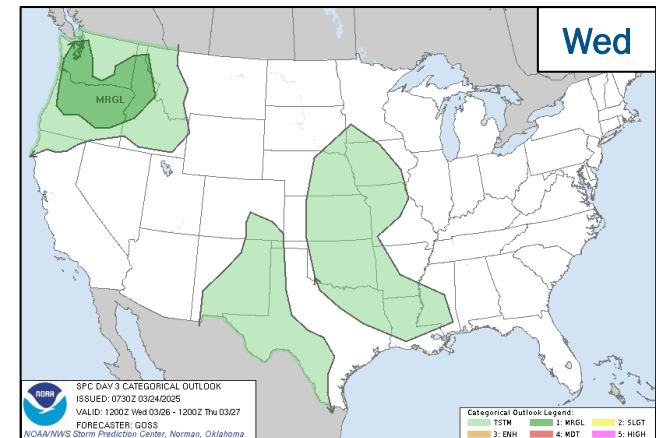 Wed
MRGL
NOAA
SPC DAY 3 CATEGORICAL OUTLOOK
ISSUED: 0730Z 03/24/2025
VALID: 1200Z Wed 03/26 - 1200Z Thu 03/27
FORECASTER: GOSS
NOAA/NWS Storm Prediction Center, Norman, Oklahoma
Categorical Outlook Legend:
TSTM 1: MRGL 2: SLGT
3: ENH 4: MDT 5: HIGH